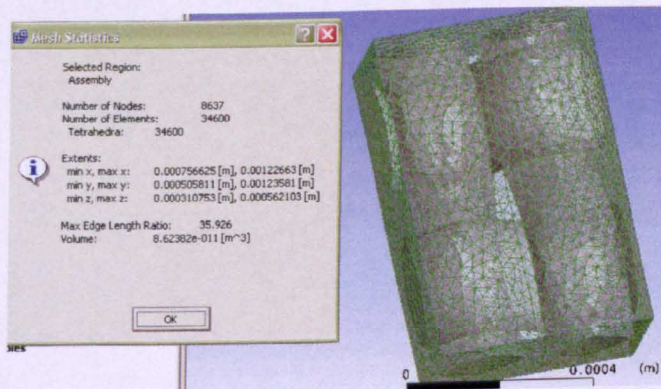 Mesh Statistics
Selected Region:
Assembly
Number of Nodes: 8637
Number of Elements: 34600
Tetrahedra: 34600
Extents:
min x, max x: 0.000756625 [m], 0.00122663 [m]
min y, max y: 0.000505811 [m], 0.00123581 [m]
min z, max z: 0.000310753 [m], 0.000562103 [m]
Max Edge Length Ratio: 35.926
Volume: 8.62382e-011 [m^3]
OK
0 0.0004 (m)